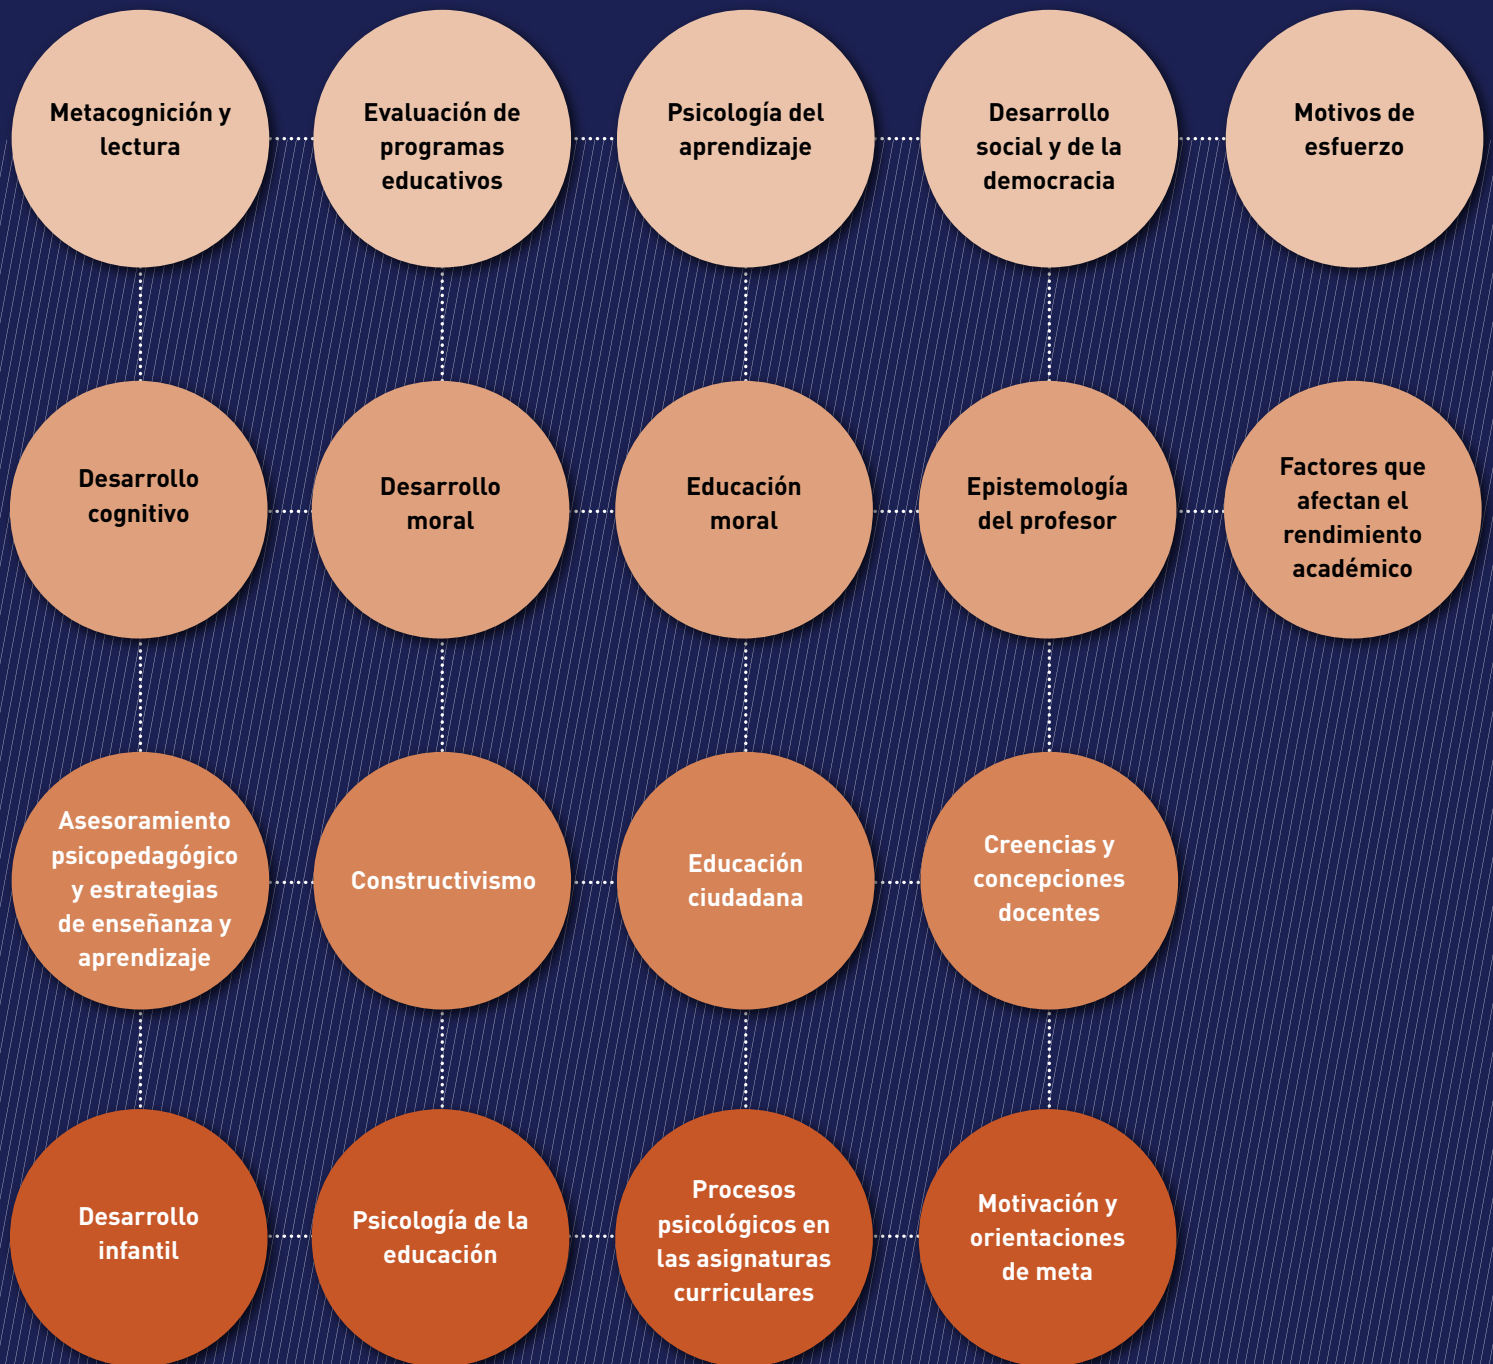 Metacognición y
lectura
Evaluación de
programas
educativos
Psicología del
aprendizaje
Desarrollo
social y de la
democracia
Motivos de
esfuerzo
Desarrollo
cognitivo
Desarrollo
moral
Educación
moral
Epistemología
del profesor
Factores que
afectan el
rendimiento
académico
Asesoramiento
psicopedagógico
y estrategias
de enseñanza y
aprendizaje
Constructivismo
Educación
ciudadana
Creencias y
concepciones
docentes
Desarrollo
infantil
Psicología de la
educación
Procesos
psicológicos en
las asignaturas
curriculares
Motivación y
orientaciones
de meta